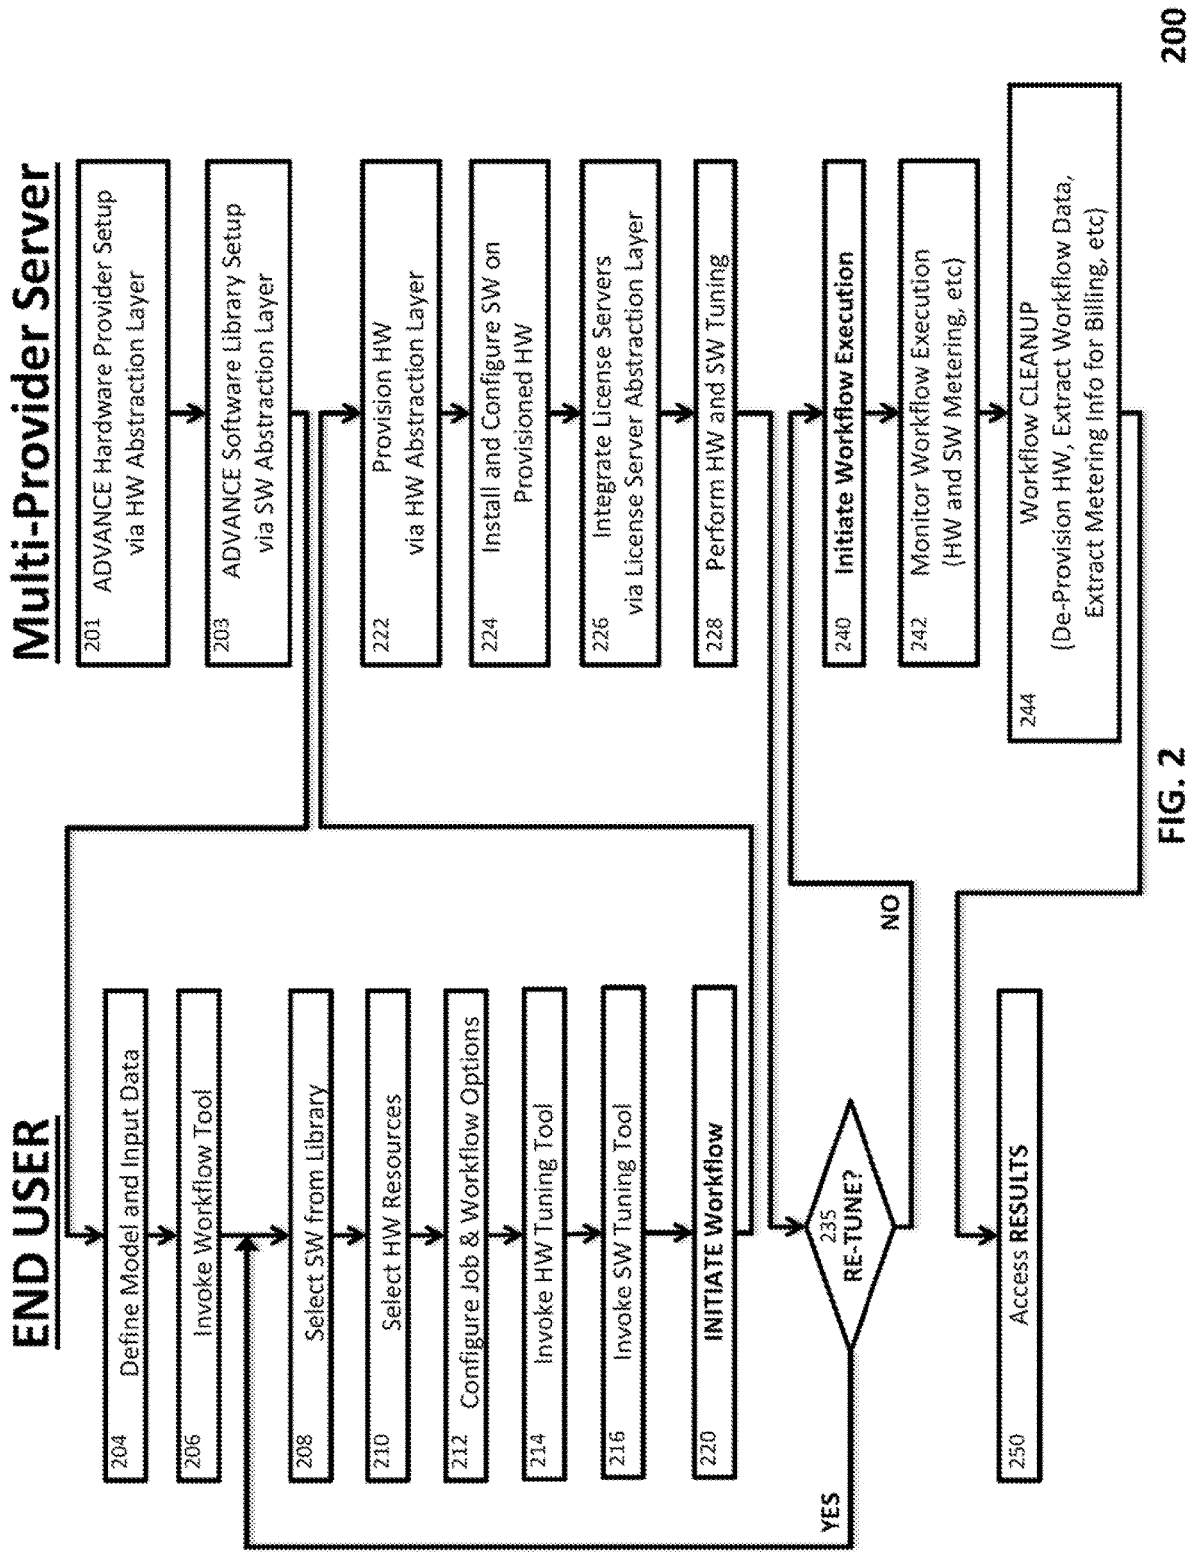 END USER
204
Define Model and Input Data
206
Invoke Workflow Tool
208
Select SW from Library
210
Select HW Resources
212
Configure Job & Workflow Options
214
Invoke HW Tuning Tool
216
Invoke SW Tuning Tool
220
INITIATE Workflow
YES
235
RE-TUNE?
NO
250
Access RESULTS
Multi-Provider Server
201
ADVANCE Hardware Provider Setup
via HW Abstraction Layer
203
ADVANCE Software Library Setup
via SW Abstraction Layer
222
Provision HW
via HW Abstraction Layer
224
Install and Configure SW on
Provisioned HW
226
Integrate License Servers
via License Server Abstraction Layer
228
Perform HW and SW Tuning
240
Initiate Workflow Execution
242
Monitor Workflow Execution
(HW and SW Metering, etc)
244
Workflow CLEANUP
(De-Provision HW, Extract Workflow Data,
Extract Metering Info for Billing, etc)
FIG. 2
200